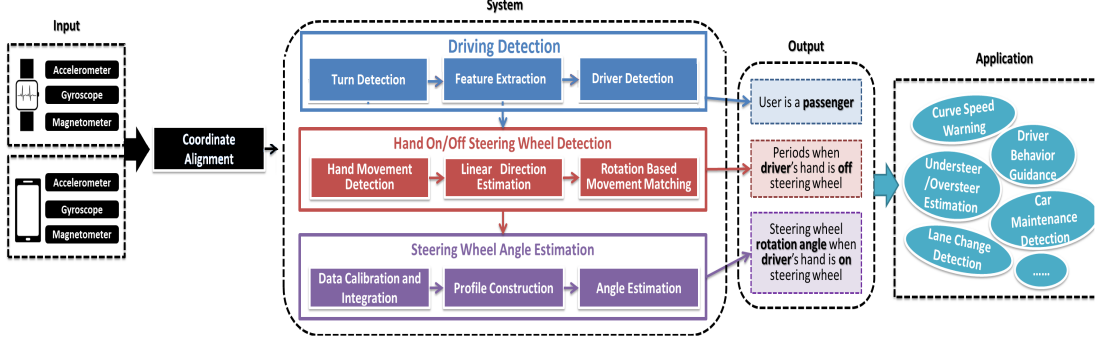 Input
Accelerometer
Gyroscope
Magnetometer
Accelerometer
Gyroscope
Magnetometer
Coordinate
Alignment
System
Driving Detection
Turn Detection
Feature Extraction
Driver Detection
Hand On/Off Steering Wheel Detection
Hand Movement
Detection
Linear Direction
Estimation
Rotation Based
Movement Matching
Steering Wheel Angle Estimation
Data Calibration and
Integration
Profile Construction
Angle Estimation
Output
User is a passenger
Periods when
driver's hand is off
steering wheel
Steering wheel
rotation angle when
driver's hand is on
steering wheel
Application
Curve Speed
Warning
Driver
Behavior
Guidance
Understeer
/Oversteer
Estimation
Car
Maintenance
Detection
Lane Change
Detection
......